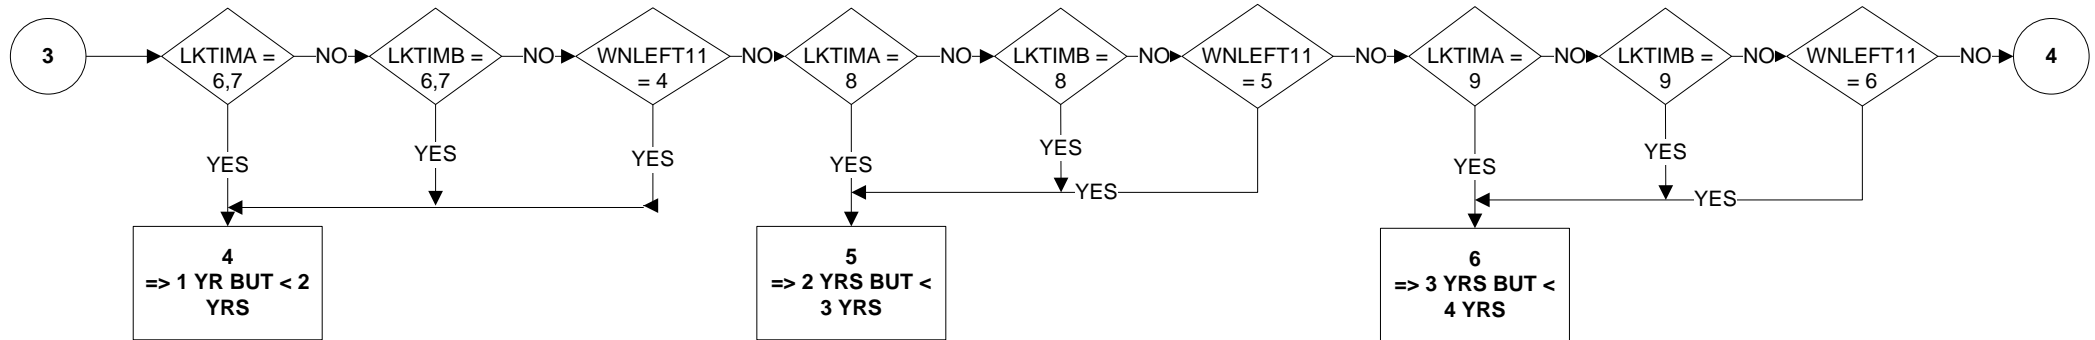 3
LKTIMA =
6,7
NO
LKTIMB =
6,7
NO
WNLEFT11
= 4
NO
LKTIMA =
8
NO
LKTIMB =
8
NO
WNLEFT11
= 5
NO
LKTIMA =
9
NO
LKTIMB =
9
NO
WNLEFT11
= 6
NO
4
YES
YES
YES
YES
YES
YES
YES
YES
YES
4
=> 1 YR BUT < 2
YRS
5
=> 2 YRS BUT <
3 YRS
6
=> 3 YRS BUT <
4 YRS